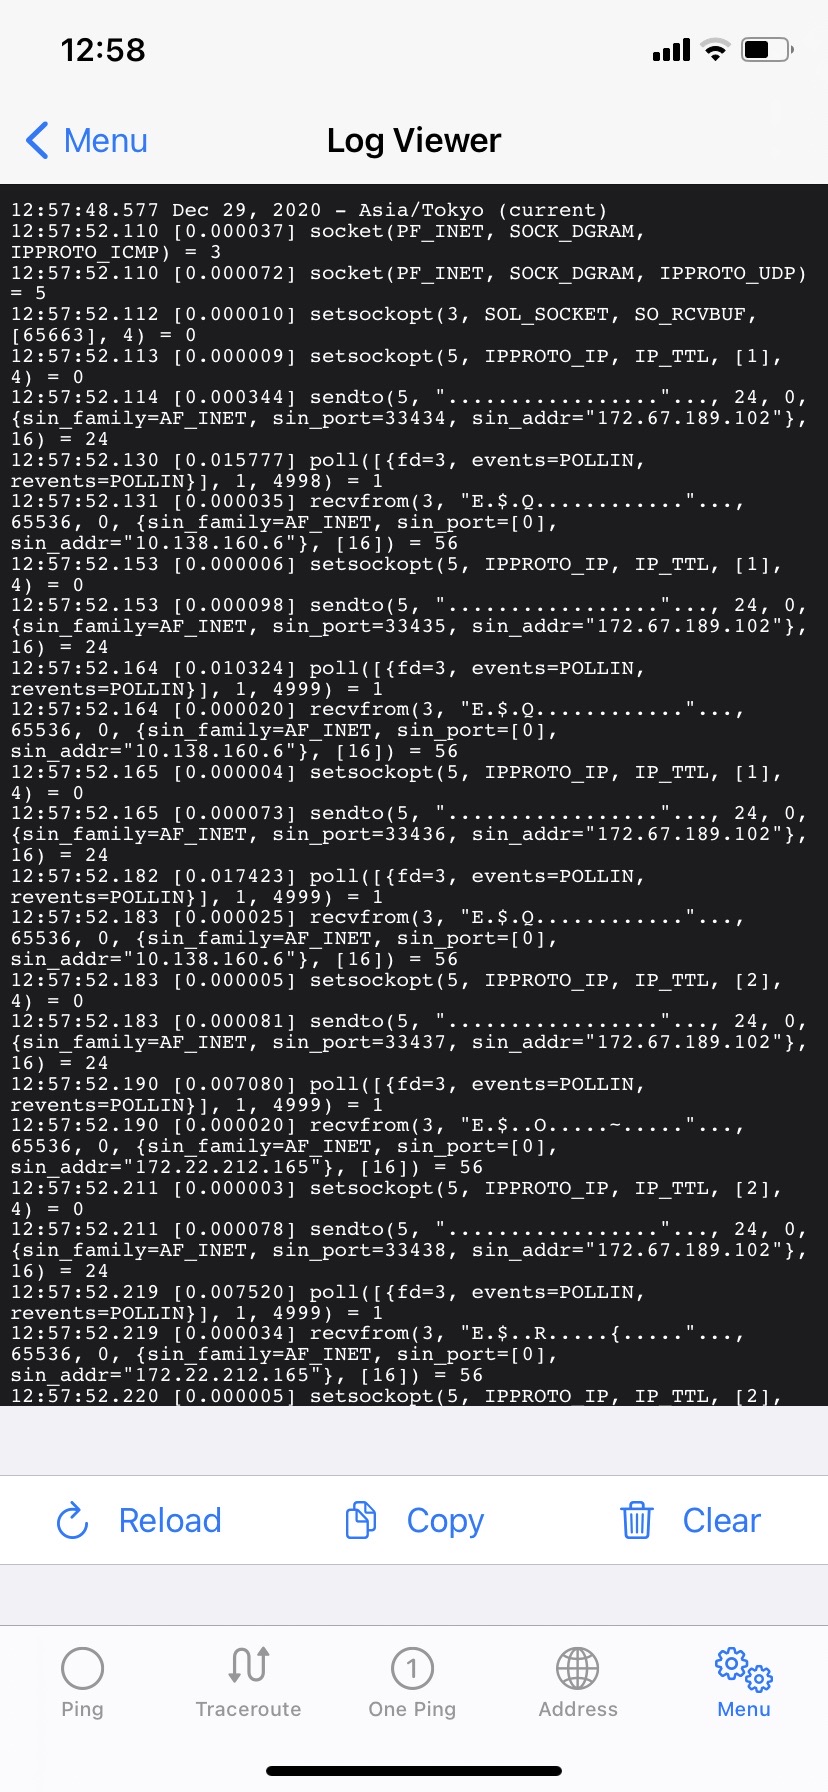 12:58
Menu
Log Viewer
12:57:48.577 Dec 29, 2020 - Asia/Tokyo (current)
12:57:52.110 [0.000037] socket(PF_INET, SOCK_DGRAM,
IPPROTO_ICMP) = 3
12:57:52.110 [0.000072] socket(PF_INET, SOCK_DGRAM, IPPROTO_UDP)
= 5
12:57:52.112 [0.000010] setsockopt(3, SOL_SOCKET, SO_RCVBUF,
[65663], 4) = 0
12:57:52.113 [0.000009] setsockopt(5, IPPROTO_IP, IP_TTL, [1],
4) = 0
12:57:52.114 [0.000344] sendto(5, "................."..., 24, 0,
{sin_family=AF_INET, sin_port=33434, sin_addr="172.67.189.102"},
16) = 24
12:57:52.130 [0.015777] poll([{fd=3, events=POLLIN,
revents=POLLIN}], 1, 4998) = 1
12:57:52.131 [0.000035] recvfrom(3, "E.$.Q............"...,
65536, 0, {sin_family=AF_INET, sin_port=[0],
sin_addr="10.138.160.6"}, [16]) = 56
12:57:52.153 [0.000006] setsockopt(5, IPPROTO_IP, IP_TTL, [1],
4) = 0
12:57:52.153 [0.000098] sendto(5, "................."..., 24, 0,
{sin_family=AF_INET, sin_port=33435, sin_addr="172.67.189.102"},
16) = 24
12:57:52.164 [0.010324] poll([{fd=3, events=POLLIN,
revents=POLLIN}], 1, 4999) = 1
12:57:52.164 [0.000020] recvfrom(3, "E.$.Q............"...,
65536, 0, {sin_family=AF_INET, sin_port=[0],
sin_addr="10.138.160.6"}, [16]) = 56
12:57:52.165 [0.000004] setsockopt(5, IPPROTO_IP, IP_TTL, [1],
4) = 0
12:57:52.165 [0.000073] sendto(5, "................."..., 24, 0,
{sin_family=AF_INET, sin_port=33436, sin_addr="172.67.189.102"},
16) = 24
12:57:52.182 [0.017423] poll([{fd=3, events=POLLIN,
revents=POLLIN}], 1, 4999) = 1
12:57:52.183 [0.000025] recvfrom(3, "E.$.Q............"...,
65536, 0, {sin_family=AF_INET, sin_port=[0],
sin_addr="10.138.160.6"}, [16]) = 56
12:57:52.183 [0.000005] setsockopt(5, IPPROTO_IP, IP_TTL, [2],
4) = 0
12:57:52.183 [0.000081] sendto(5, "................."..., 24, 0,
{sin_family=AF_INET, sin_port=33437, sin_addr="172.67.189.102"},
16) = 24
12:57:52.190 [0.007080] poll([{fd=3, events=POLLIN,
revents=POLLIN}], 1, 4999) = 1
12:57:52.190 [0.000020] recvfrom(3, "E.$..O.....~....."...,
65536, 0, {sin_family=AF_INET, sin_port=[0],
sin_addr="172.22.212.165"}, [16]) = 56
12:57:52.211 [0.000003] setsockopt(5, IPPROTO_IP, IP_TTL, [2],
4) = 0
12:57:52.211 [0.000078] sendto(5, "................."..., 24, 0,
{sin_family=AF_INET, sin_port=33438, sin_addr="172.67.189.102"},
16) = 24
12:57:52.219 [0.007520] poll([{fd=3, events=POLLIN,
revents=POLLIN}], 1, 4999) = 1
12:57:52.219 [0.000034] recvfrom(3, "E.$..R.....{....."...,
65536, 0, {sin_family=AF_INET, sin_port=[0],
sin_addr="172.22.212.165"}, [16]) = 56
12:57:52.220 [0.000005] setsockopt(5, IPPROTO_IP, IP_TTL, [2],
Reload
Copy
Clear
1
Ping
Traceroute
One Ping
Address
Menu